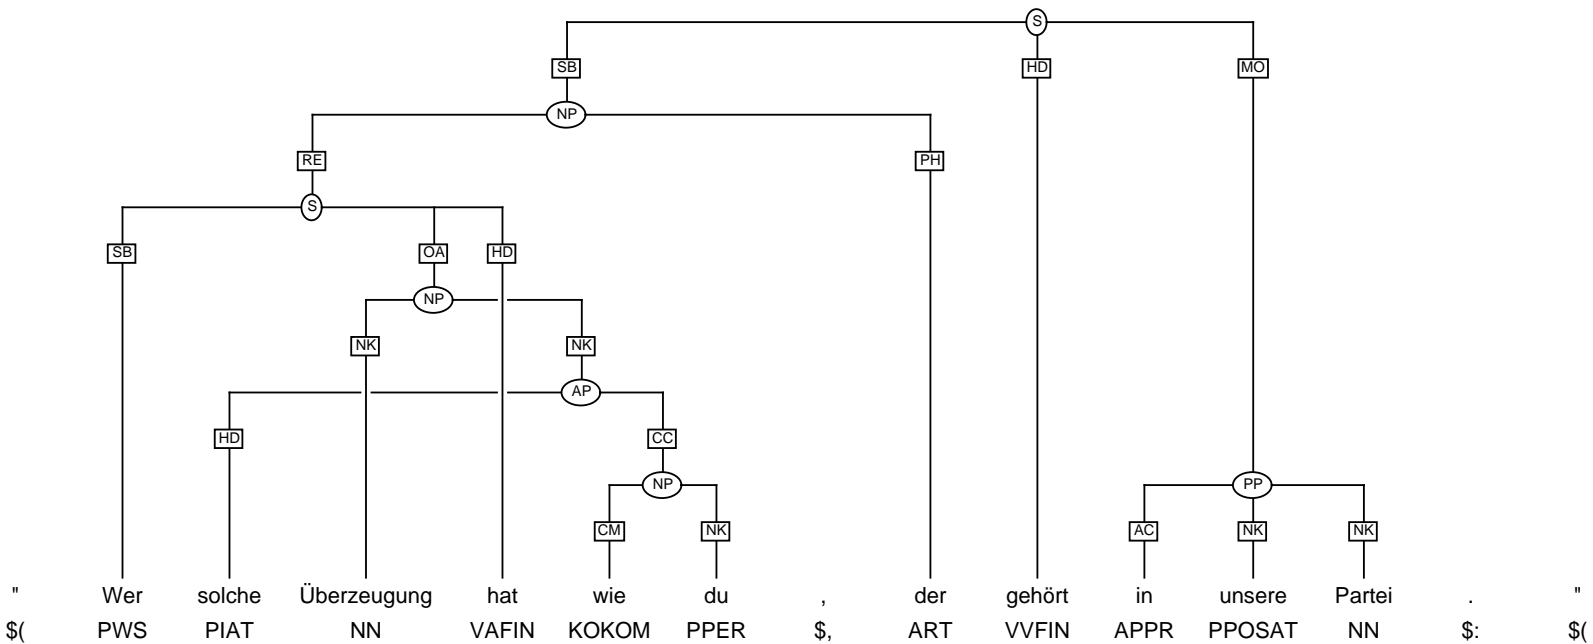 S
SB HD MO
NP
RE PH
S
SB OA HD
NP
NK NK
AP
HD CC
NP PP
CM NK AC NK NK
" Wer solche Überzeugung hat wie du , der gehört in unsere Partei . "
$( PWS PIAT NN VAFIN KOKOM PPER $, ART VVFIN APPR PPOSAT NN $: $(